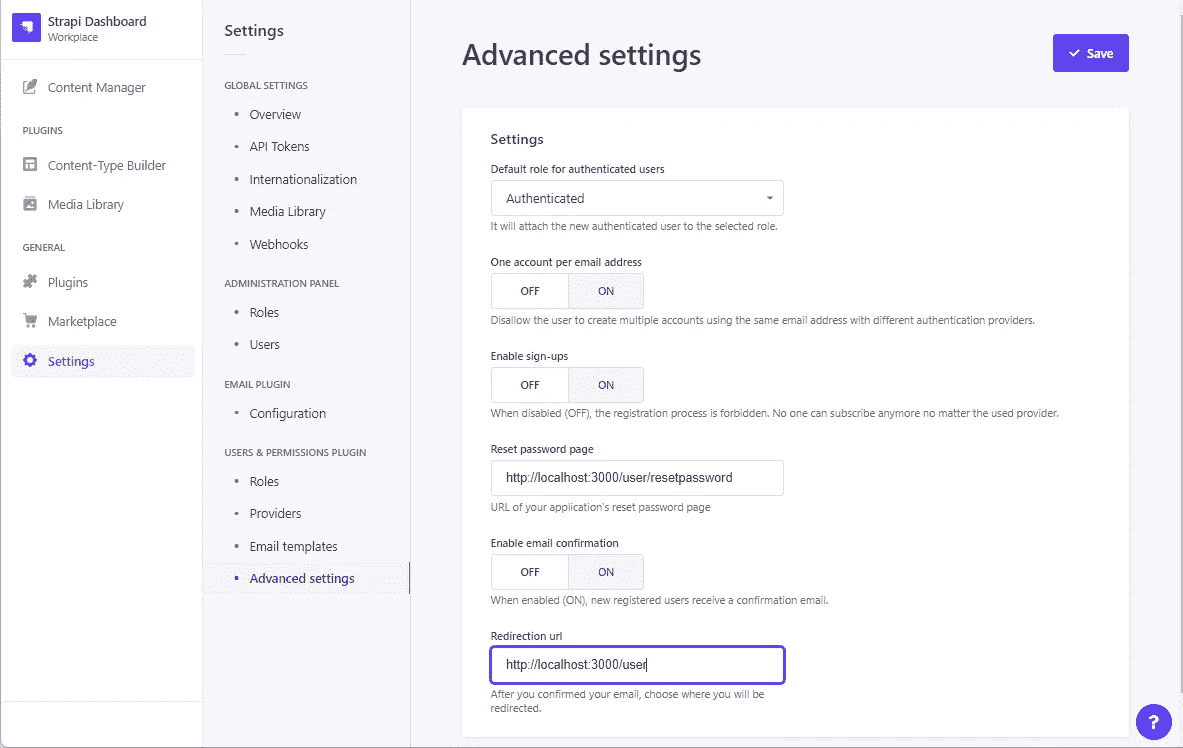 Strapi Dashboard
Workplace
Content Manager
PLUGINS
Content-Type Builder
Media Library
GENERAL
Plugins
Marketplace
Settings
Settings
GLOBAL SETTINGS
Overview
API Tokens
Internationalization
Media Library
Webhooks
ADMINISTRATION PANEL
Roles
Users
EMAIL PLUGIN
Configuration
USERS & PERMISSIONS PLUGIN
Roles
Providers
Email templates
Advanced settings
Advanced settings
Save
Settings
Default role for authenticated users
Authenticated
It will attach the new authenticated user to the selected role.
One account per email address
OFF ON
Disallow the user to create multiple accounts using the same email address with different authentication providers.
Enable sign-ups
OFF ON
When disabled (OFF), the registration process is forbidden. No one can subscribe anymore no matter the used provider.
Reset password page
http://localhost:3000/user/resetpassword
URL of your application's reset password page
Enable email confirmation
OFF ON
When enabled (ON), new registered users receive a confirmation email.
Redirection url
http://localhost:3000/user
After you confirmed your email, choose where you will be
redirected.
?